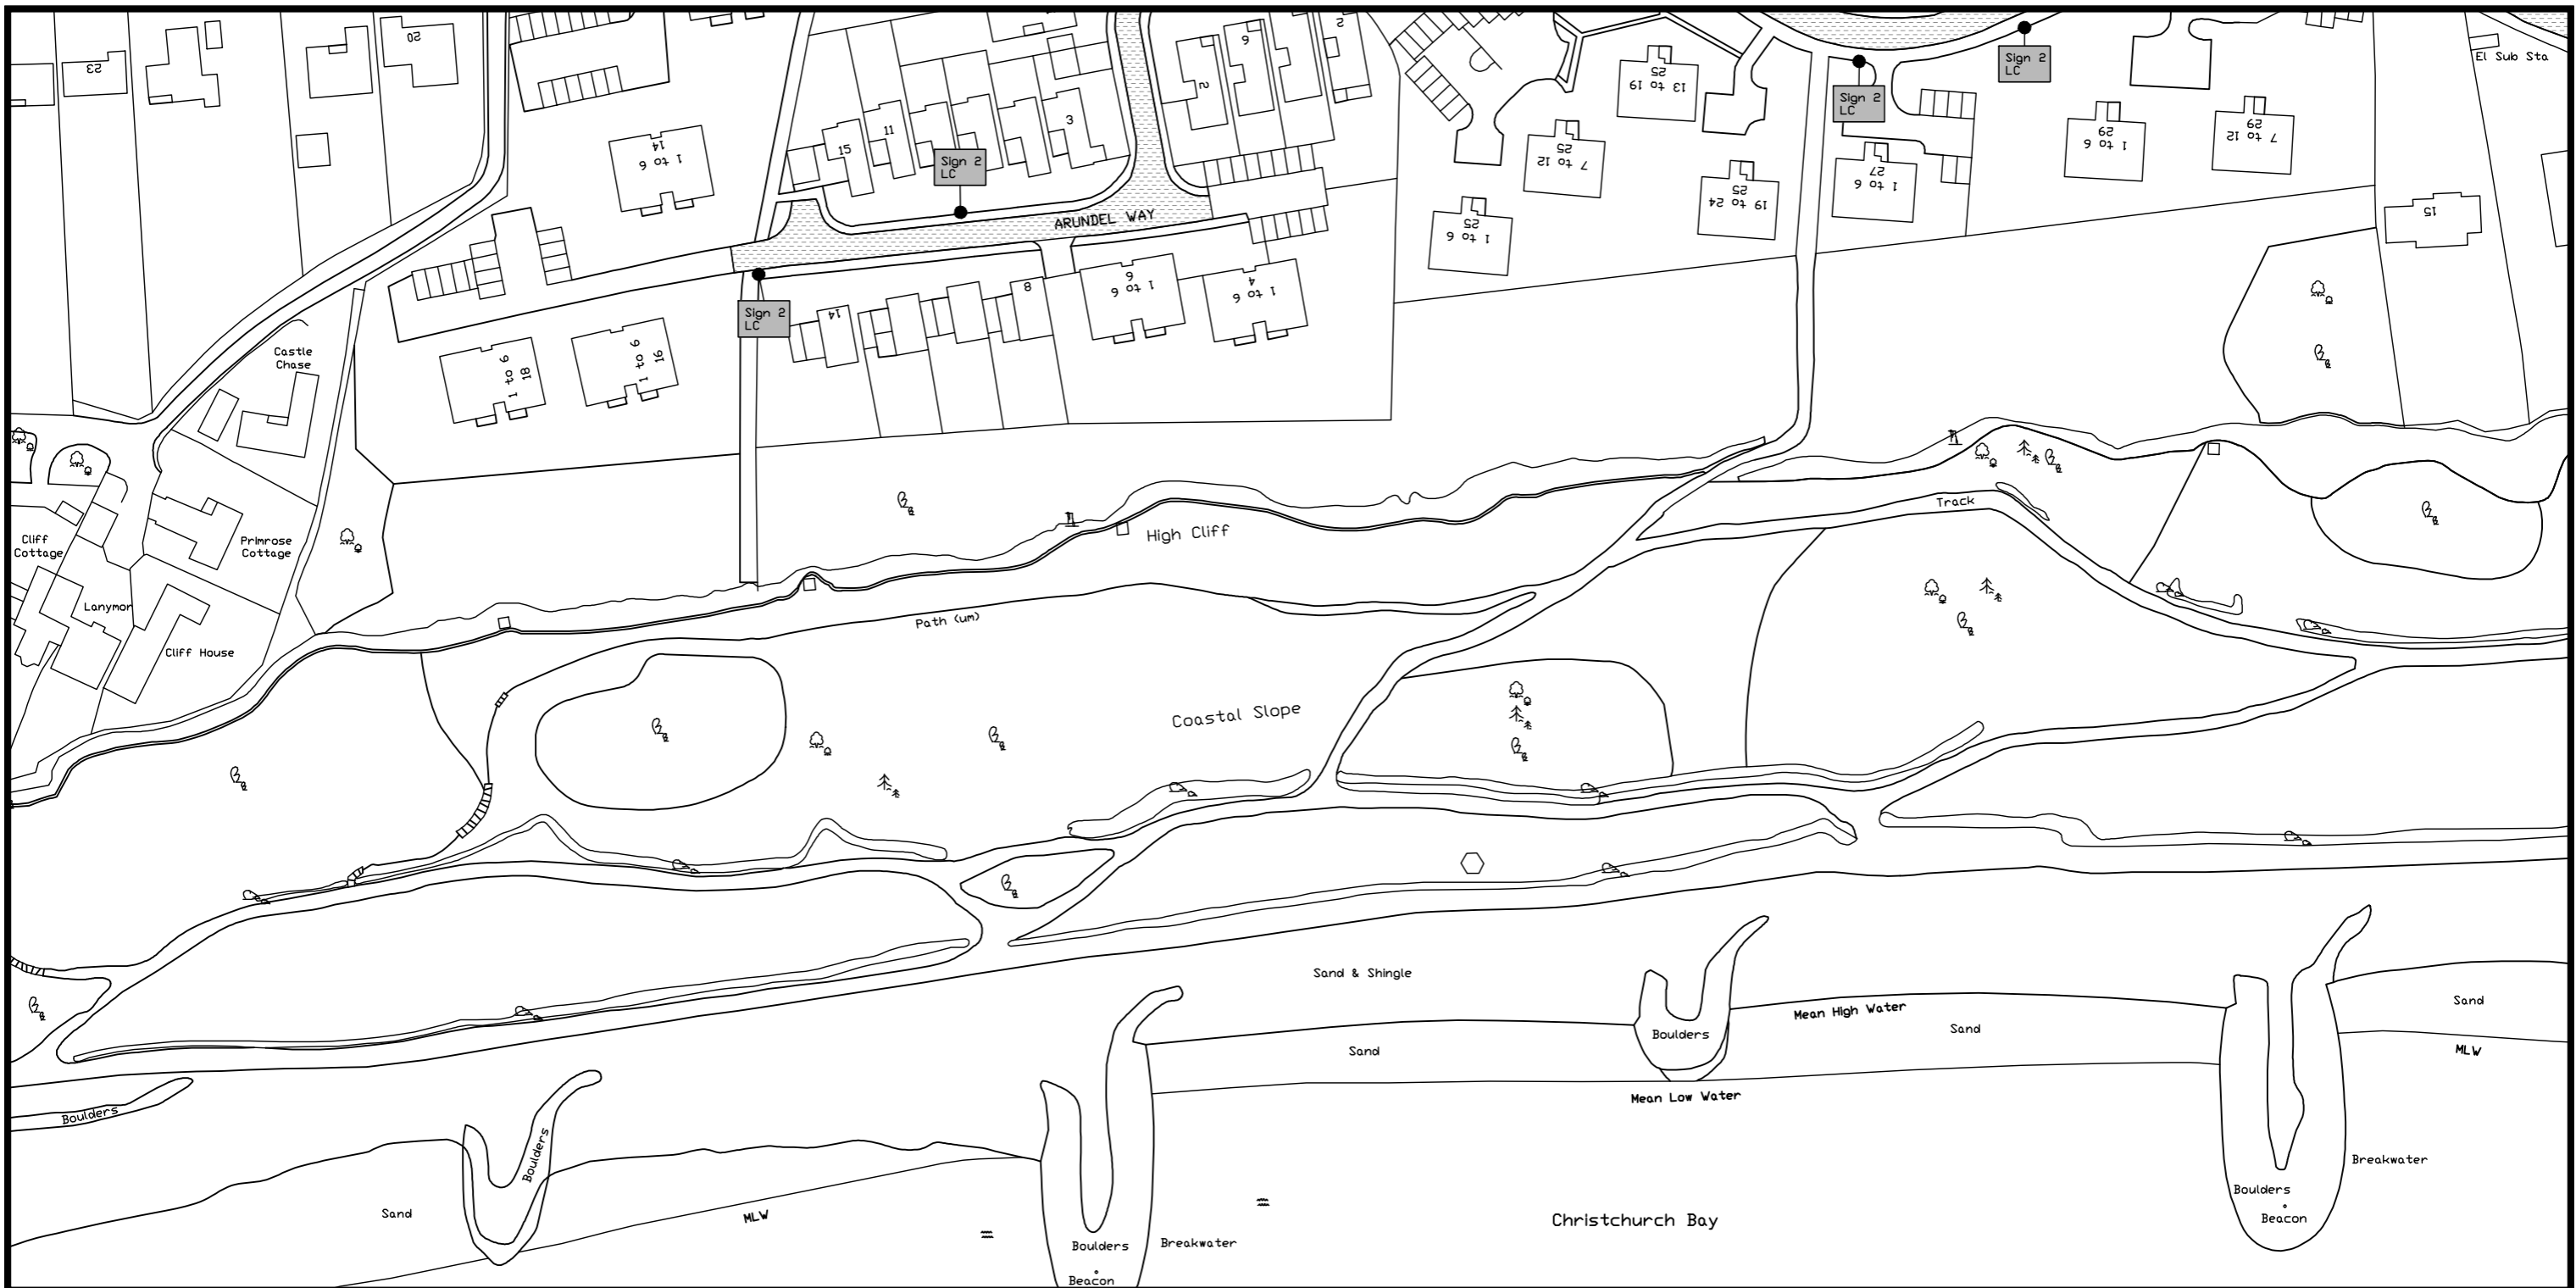 23
20
6
2
2
Sign 2
LC
El Sub Sta
13 to 19
25
Sign 2
LC
3
11
15
1 to 6
14
Sign 2
LC
7 to 12
25
1 to 6
27
1 to 6
29
7 to 12
29
19 to 24
25
15
ARUNDEL WAY
1 to 6
25
8
1 to 6
6
1 to 6
4
14
Sign 2
LC
Castle
Chase
1 to 6
18
1 to 6
16
Track
High Cliff
Cliff
Cottage
Primrose
Cottage
Lanymor
Path (um)
Cliff House
Coastal Slope
Sand & Shingle
Sand
Mean High Water
Boulders
Sand
Sand
MLW
Mean Low Water
Boulders
Boulders
Breakwater
Boulders
Beacon
Sand
MLW
Christchurch Bay
Boulders
Breakwater
Beacon